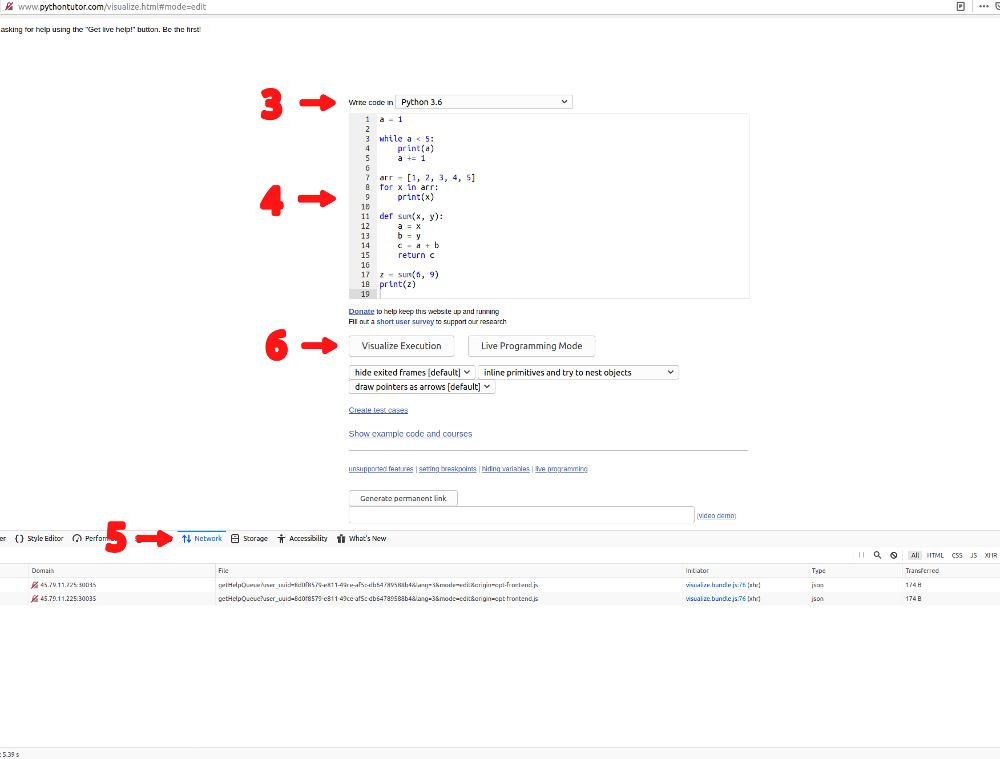 www.pythontutor.com/visualize.html#mode=edit
asking for help using the "Get live help!" button. Be the first!
3
Write code in Python 3.6
1 a = 1
2
3 while a < 5:
4     print(a)
5     a += 1
6
7 arr = [1, 2, 3, 4, 5]
8 for x in arr:
9     print(x)
10
11 def sum(x, y):
12     a = x
13     b = y
14     c = a + b
15     return c
16
17 z = sum(6, 9)
18 print(z)
19
4
Donate to help keep this website up and running
Fill out a short user survey to support our research
6
Visualize Execution Live Programming Mode
hide exited frames [default] inline primitives and try to nest objects
draw pointers as arrows [default]
Create test cases
Show example code and courses
unsupported features | setting breakpoints | hiding variables | live programming
Generate permanent link
(video demo)
5
er {} Style Editor Perform Network Storage Accessibility What's New
All HTML CSS JS XHR
Domain File Initiator Type Transferred
45.79.11.225:30035 getHelpQueue?user_uuid=8d0f8579-e811-49ce-af5c-db64789588b4&lang=3&mode=edit&origin=opt-frontend.js visualize.bundle.js:76 (xhr) json 174 B
45.79.11.225:30035 getHelpQueue?user_uuid=8d0f8579-e811-49ce-af5c-db64789588b4&lang=3&mode=edit&origin=opt-frontend.js visualize.bundle.js:76 (xhr) json 174 B
: 5.39 s